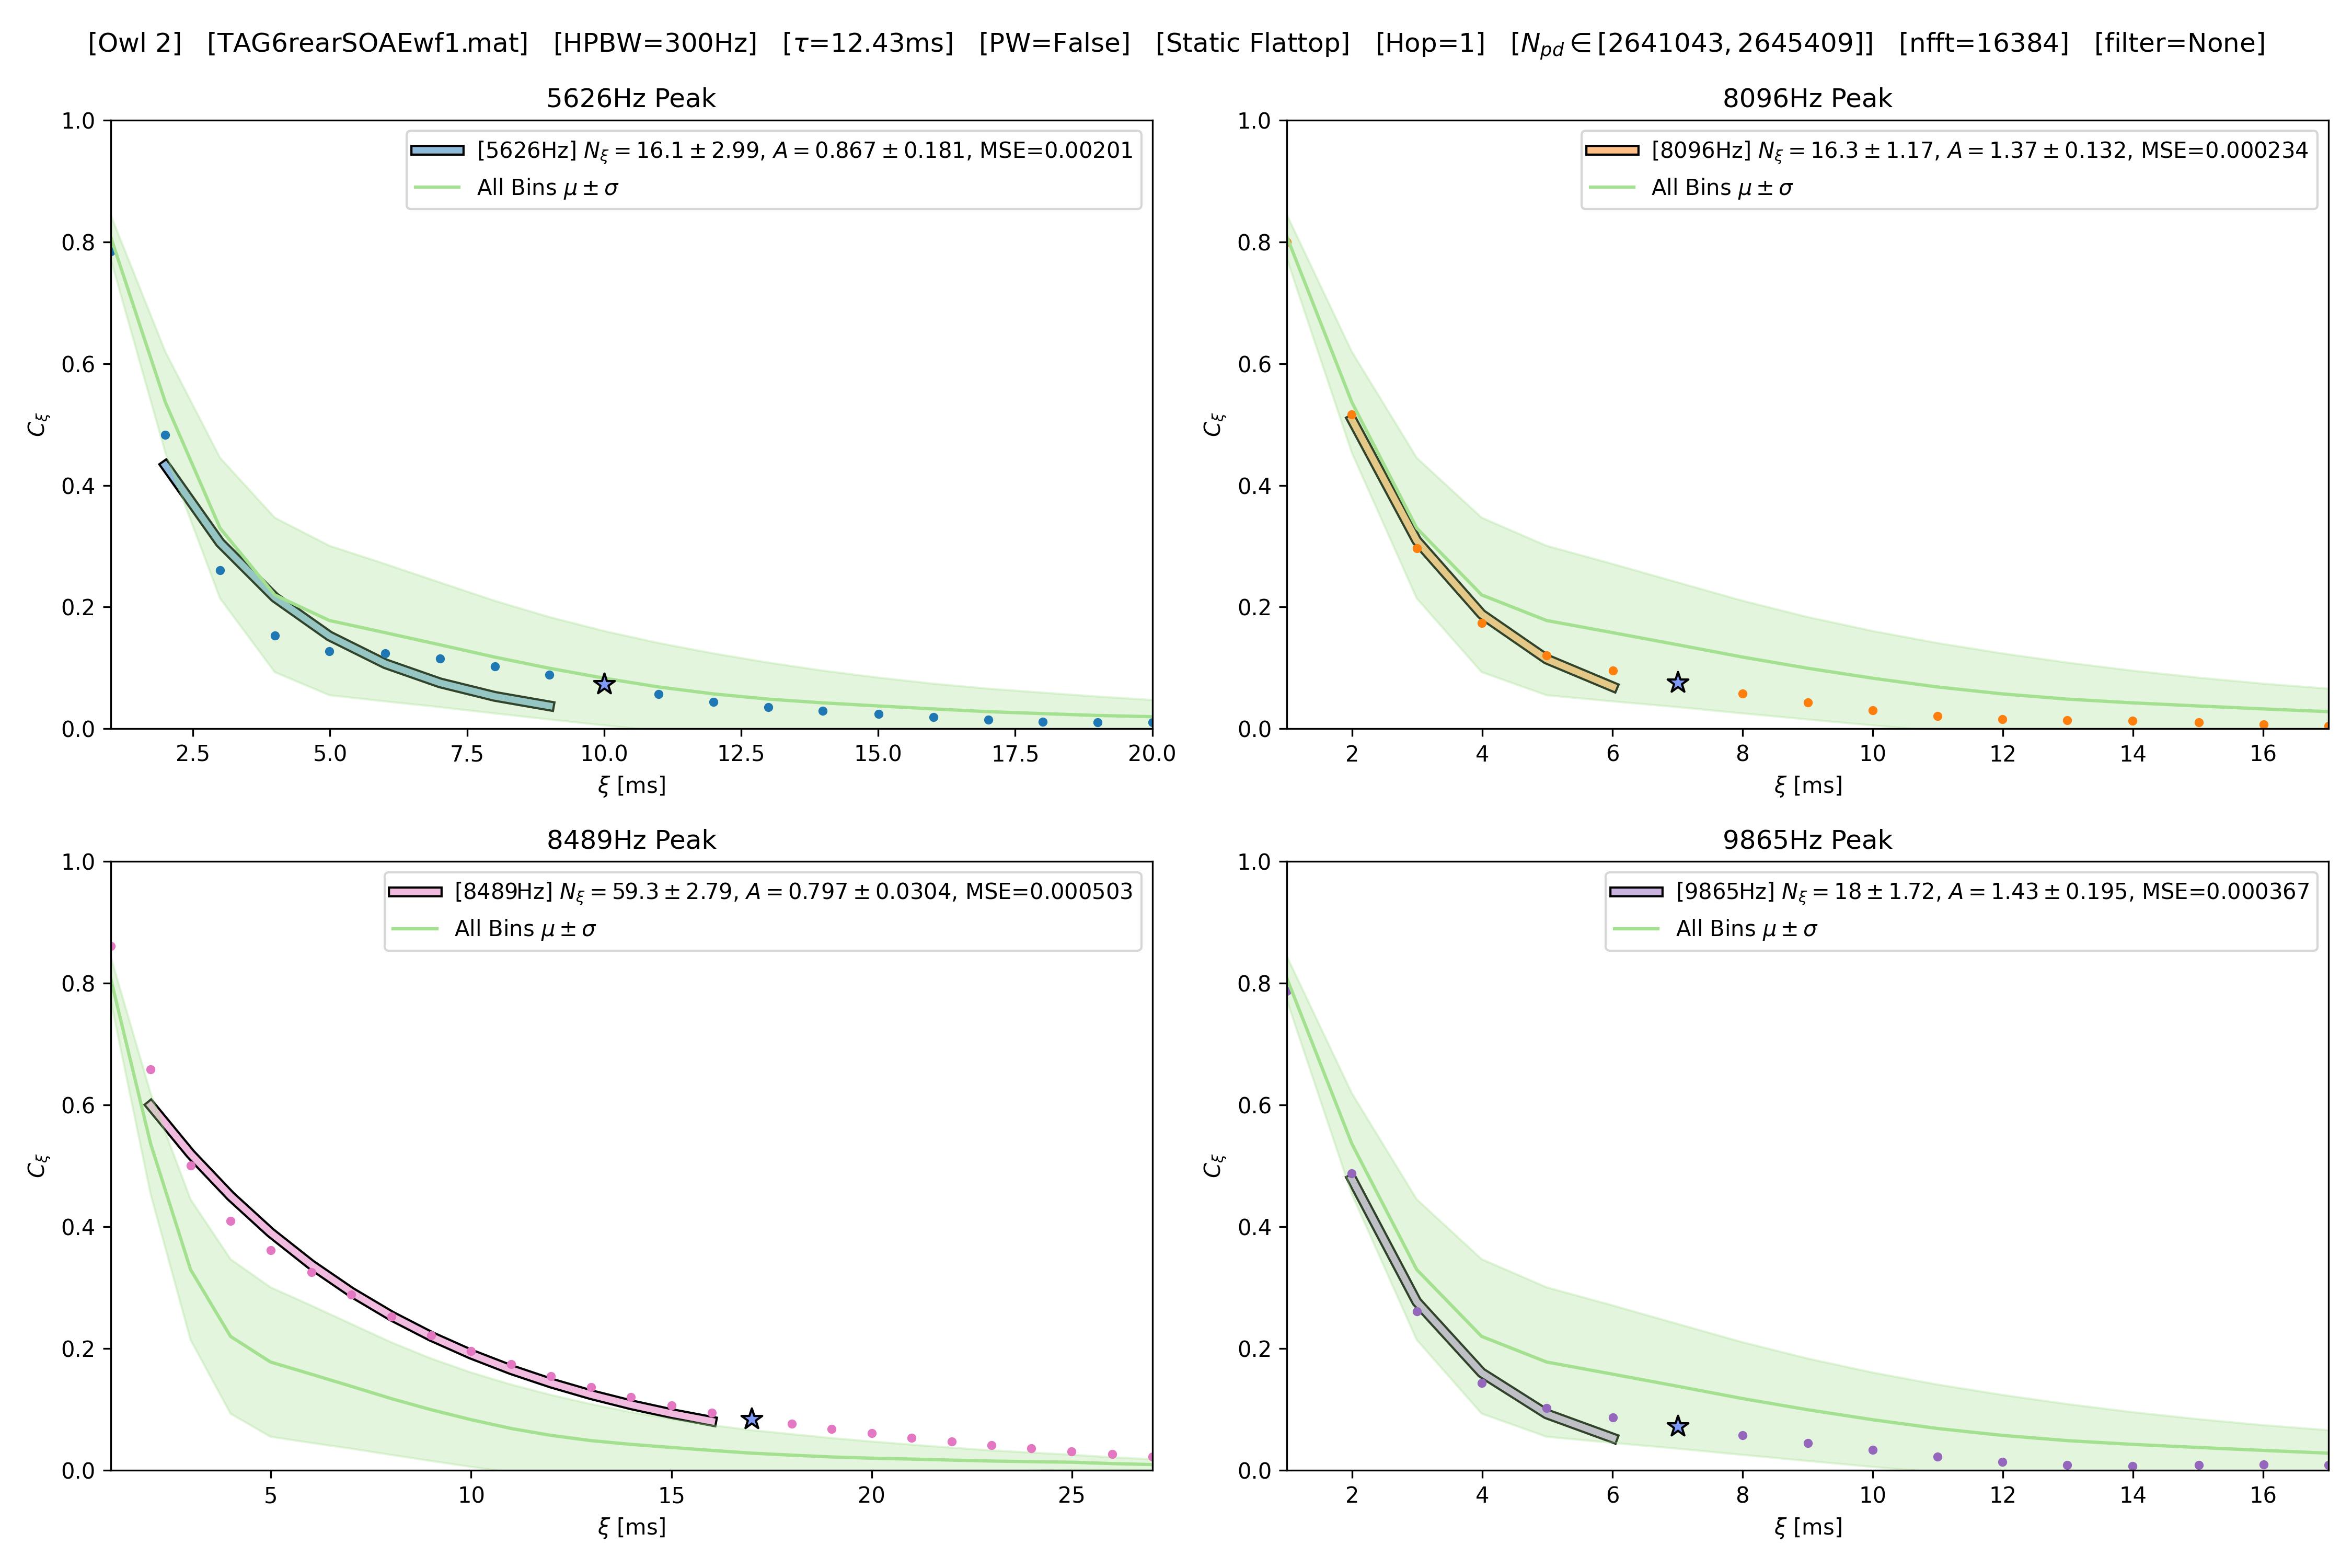 [Owl 2] [TAG6rearSOAEwf1.mat] [HPBW=300Hz] [τ=12.43ms] [PW=False] [Static Flattop] [Hop=1] [N_pd ∈ [2641043, 2645409]] [nfft=16384] [filter=None]
5626Hz Peak
[5626Hz] N_ξ = 16.1 ± 2.99, A = 0.867 ± 0.181, MSE=0.00201
All Bins μ ± σ
1.0
0.8
0.6
0.4
0.2
0.0
C_ξ
2.5 5.0 7.5 10.0 12.5 15.0 17.5 20.0
ξ [ms]
8096Hz Peak
[8096Hz] N_ξ = 16.3 ± 1.17, A = 1.37 ± 0.132, MSE=0.000234
All Bins μ ± σ
1.0
0.8
0.6
0.4
0.2
0.0
C_ξ
2 4 6 8 10 12 14 16
ξ [ms]
8489Hz Peak
[8489Hz] N_ξ = 59.3 ± 2.79, A = 0.797 ± 0.0304, MSE=0.000503
All Bins μ ± σ
1.0
0.8
0.6
0.4
0.2
0.0
C_ξ
5 10 15 20 25
ξ [ms]
9865Hz Peak
[9865Hz] N_ξ = 18 ± 1.72, A = 1.43 ± 0.195, MSE=0.000367
All Bins μ ± σ
1.0
0.8
0.6
0.4
0.2
0.0
C_ξ
2 4 6 8 10 12 14 16
ξ [ms]